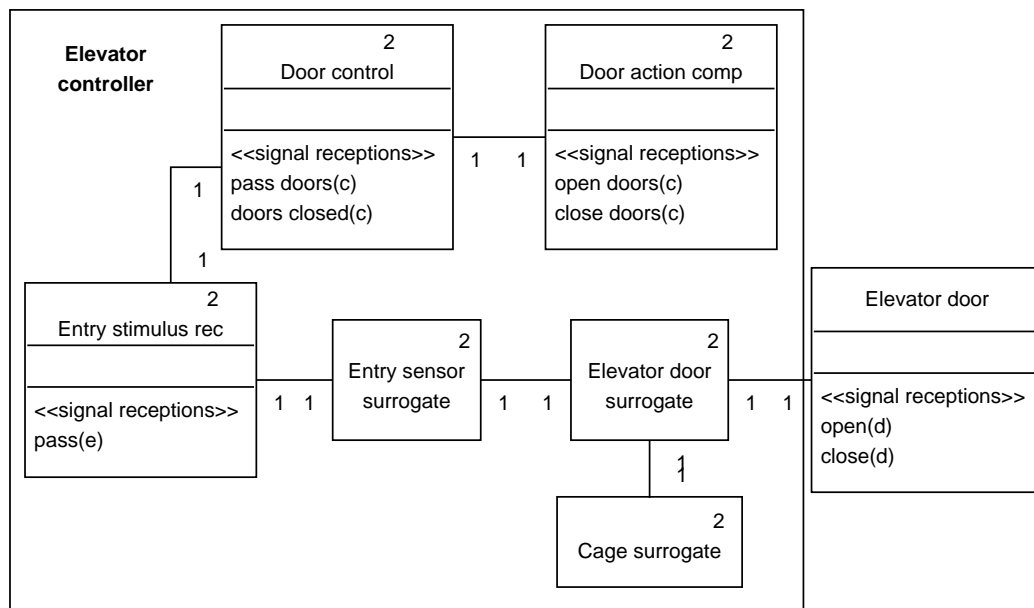 Elevator
controller
2
Door control
<<signal receptions>>
pass doors(c)
doors closed(c)
1 1
2
Door action comp
<<signal receptions>>
open doors(c)
close doors(c)
1
1
2
Entry stimulus rec
<<signal receptions>>
pass(e)
1 1
2
Entry sensor
surrogate
1 1
2
Elevator door
surrogate
1 1
Elevator door
<<signal receptions>>
open(d)
close(d)
1
1
2
Cage surrogate